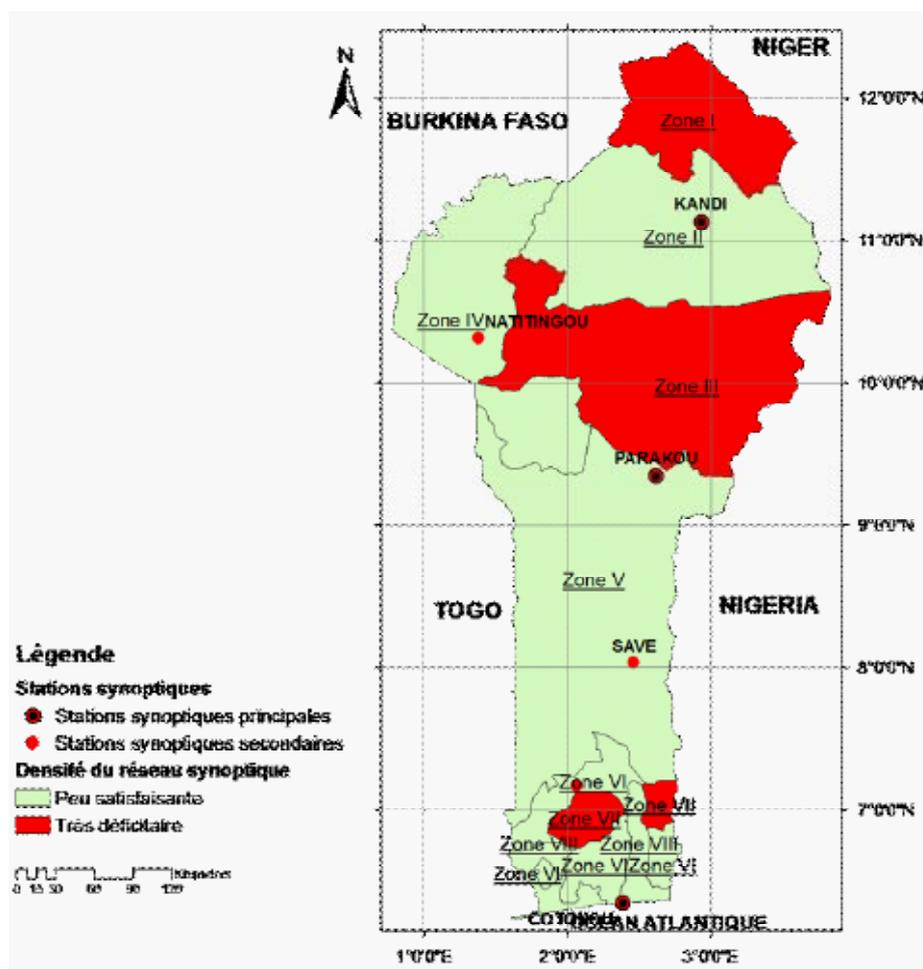 NIGER
N
12°0'0"N
BURKINA FASO
Zone I
KANDI
Zone II
11°0'0"N
Zone IV
NATITINGOU
Zone III
10°0'0"N
PARAKOU
9°0'0"N
Zone V
TOGO
NIGERIA
SAVE
8°0'0"N
Légende
Stations synoptiques
Stations synoptiques principales
Stations synoptiques secondaires
Densité du réseau synoptique
Peu satisfaisante
Très déficitaire
Zone VI
Zone VII
7°0'0"N
Zone VII
Zone VIII
Zone VIII
Zone VI
Zone VI
Zone VI
Kilomètres
0 15 30 60 90 120
COTONOU
OCEAN ATLANTIQUE
1°0'0"E
2°0'0"E
3°0'0"E